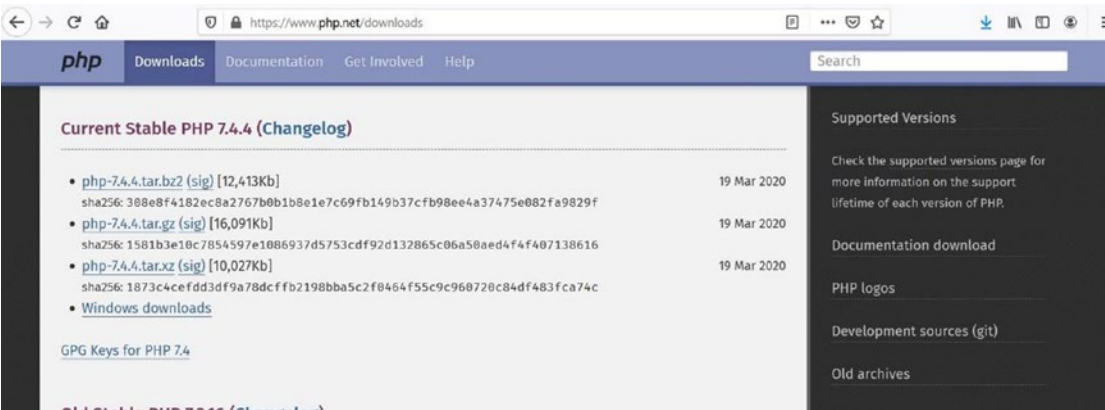 https://www.php.net/downloads
php Downloads Documentation Get Involved Help
Search
Current Stable PHP 7.4.4 (Changelog)
• php-7.4.4.tar.bz2 (sig) [12,413Kb] 19 Mar 2020
sha256: 308e8f4182ec8a2767b0b1b8e1e7c69fb149b37cfb98ee4a37475e082fa9829f
• php-7.4.4.tar.gz (sig) [16,091Kb] 19 Mar 2020
sha256: 1581b3e10c7854597e1086937d5753cdf92d132865c06a50aed4f4f407138616
• php-7.4.4.tar.xz (sig) [10,027Kb] 19 Mar 2020
sha256: 1873c4cefdd3df9a78dcffb2198bba5c2f0464f55c9c960720c84df483fca74c
• Windows downloads
GPG Keys for PHP 7.4
Supported Versions
Check the supported versions page for
more information on the support
lifetime of each version of PHP.
Documentation download
PHP logos
Development sources (git)
Old archives